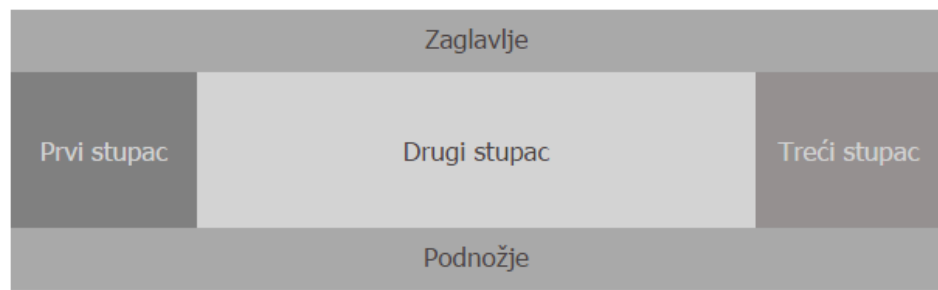 Zaglavlje
Prvi stupac
Drugi stupac
Treći stupac
Podnožje